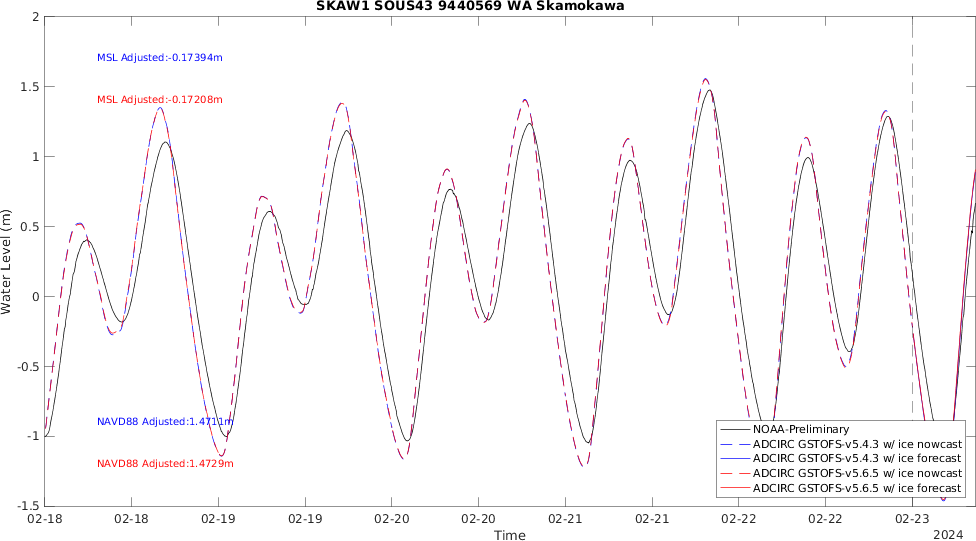 SKAW1 SOUS43 9440569 WA Skamokawa
2
1.5
1
0.5
0
-0.5
-1
-1.5
Water Level (m)
MSL Adjusted:-0.17394m
MSL Adjusted:-0.17208m
NAVD88 Adjusted:1.4711m
NAVD88 Adjusted:1.4729m
NOAA-Preliminary
ADCIRC GSTOFS-v5.4.3 w/ ice nowcast
ADCIRC GSTOFS-v5.4.3 w/ ice forecast
ADCIRC GSTOFS-v5.6.5 w/ ice nowcast
ADCIRC GSTOFS-v5.6.5 w/ ice forecast
02-18 02-18 02-19 02-19 02-20 02-20 02-21 02-21 02-22 02-22 02-23
Time
2024